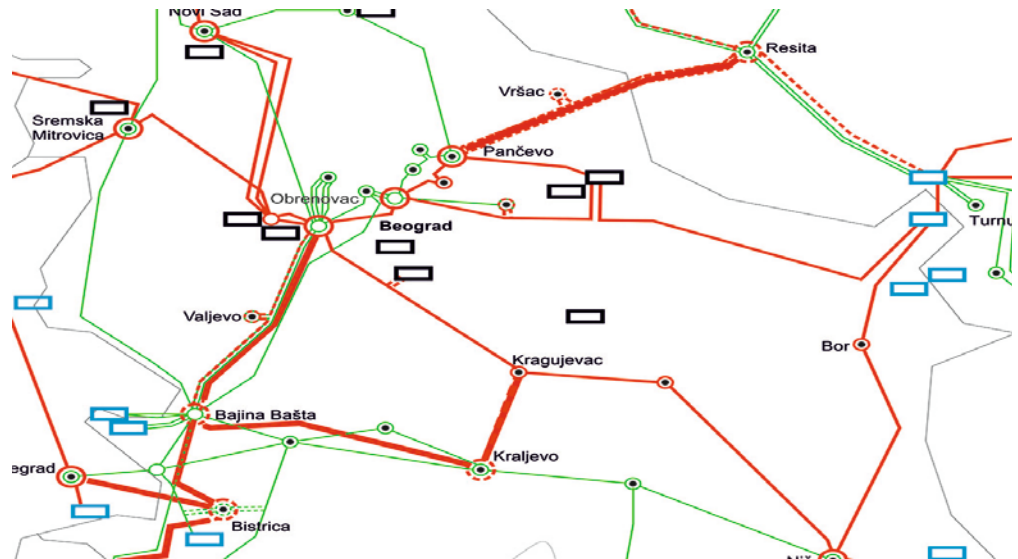 Novi Sad
Resita
Vršac
Sremska
Mitrovica
Pančevo
Obrenovac
Beograd
Turnu
Valjevo
Bor
Kragujevac
Bajina Bašta
Kraljevo
egrad
Bistrica